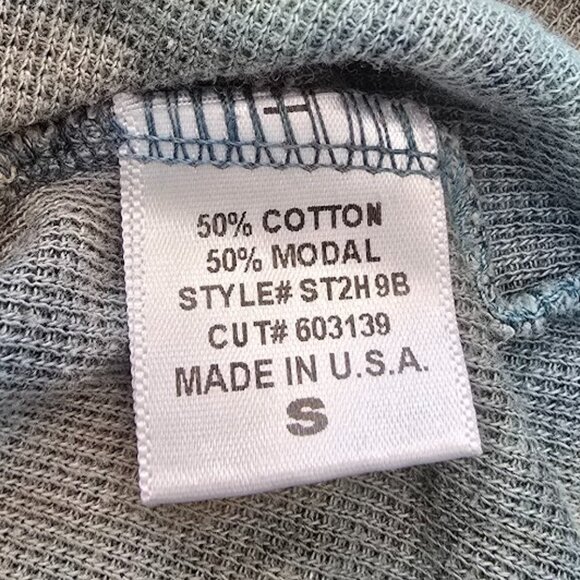 50% COTTON
50% MODAL
STYLE# ST2H9B
CUT# 603139
MADE IN U.S.A.
S